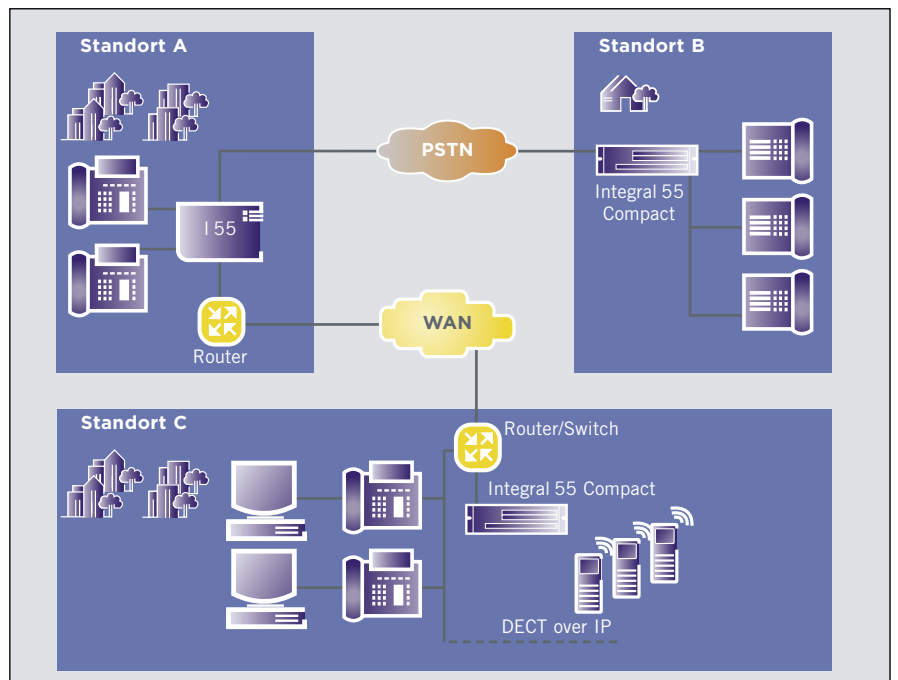 Standort A
Standort B
PSTN
I 55
Integral 55
Compact
WAN
Router
Standort C
Router/Switch
Integral 55 Compact
DECT over IP